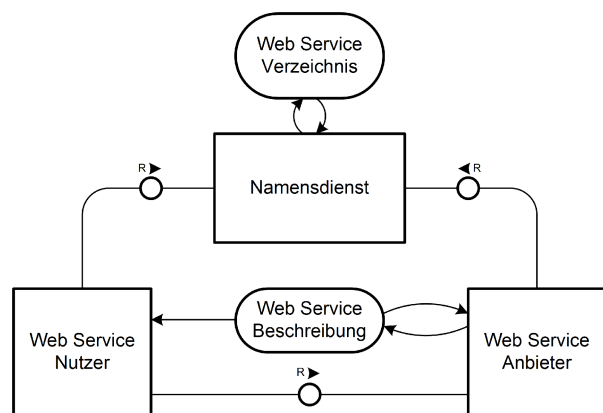 Web Service
Verzeichnis
R
R
Namensdienst
Web Service
Nutzer
Web Service
Beschreibung
Web Service
Anbieter
R